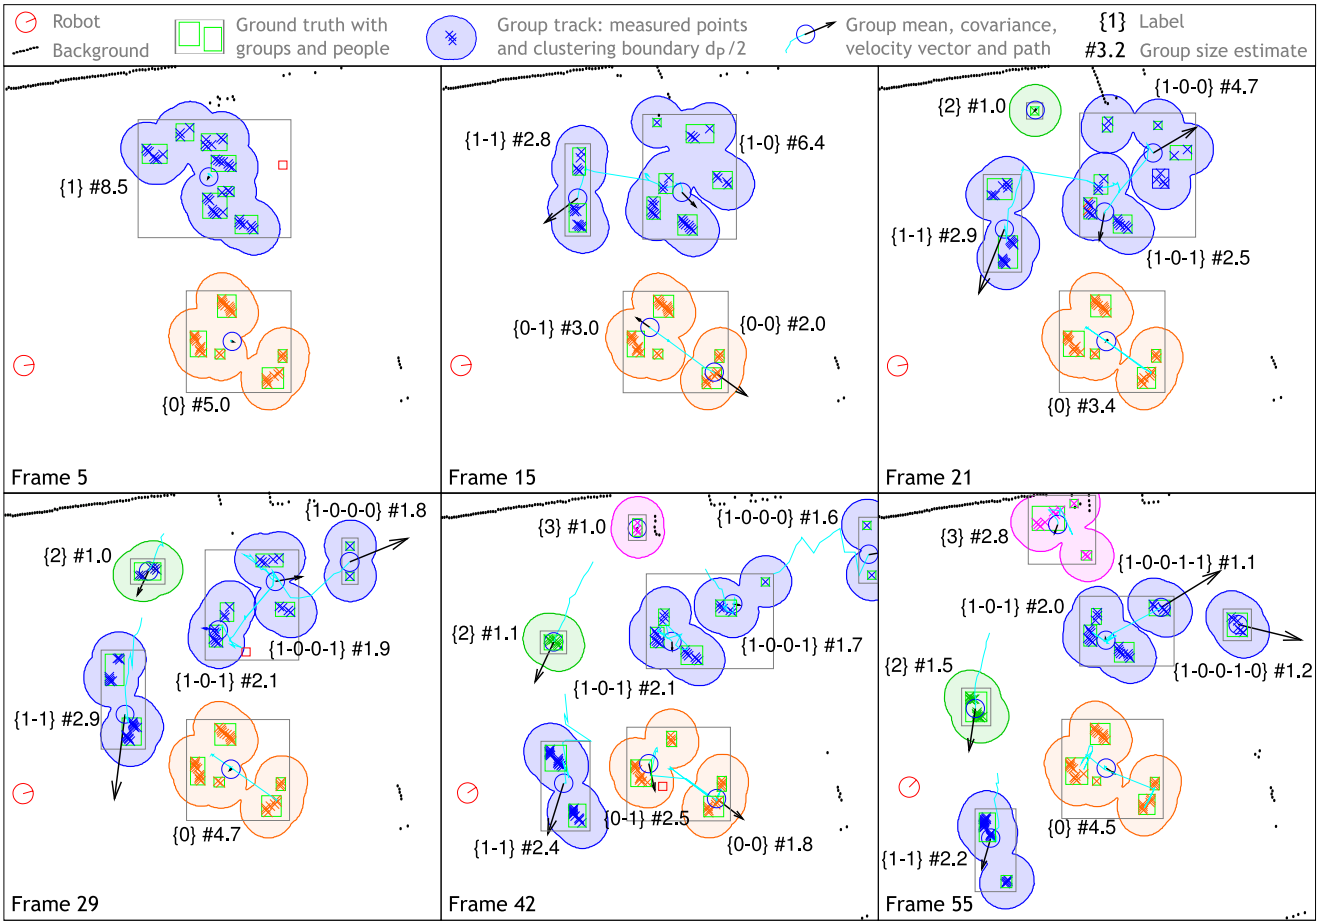 Robot
Background
Ground truth with
groups and people
Group track: measured points
and clustering boundary dP/2
Group mean, covariance,
velocity vector and path
{1} Label
#3.2 Group size estimate
{1} #8.5
{0} #5.0
Frame 5
{1-1} #2.8
{1-0} #6.4
{0-1} #3.0
{0-0} #2.0
Frame 15
{2} #1.0
{1-0-0} #4.7
{1-1} #2.9
{1-0-1} #2.5
{0} #3.4
Frame 21
{1-0-0-0} #1.8
{2} #1.0
{1-0-0-1} #1.9
{1-0-1} #2.1
{1-1} #2.9
{0} #4.7
Frame 29
{3} #1.0
{1-0-0-0} #1.6
{2} #1.1
{1-0-0-1} #1.7
{1-0-1} #2.1
{0-1} #2.5
{1-1} #2.4
{0-0} #1.8
Frame 42
{3} #2.8
{1-0-0-1-1} #1.1
{1-0-1} #2.0
{2} #1.5
{1-0-0-1-0} #1.2
{0} #4.5
{1-1} #2.2
Frame 55